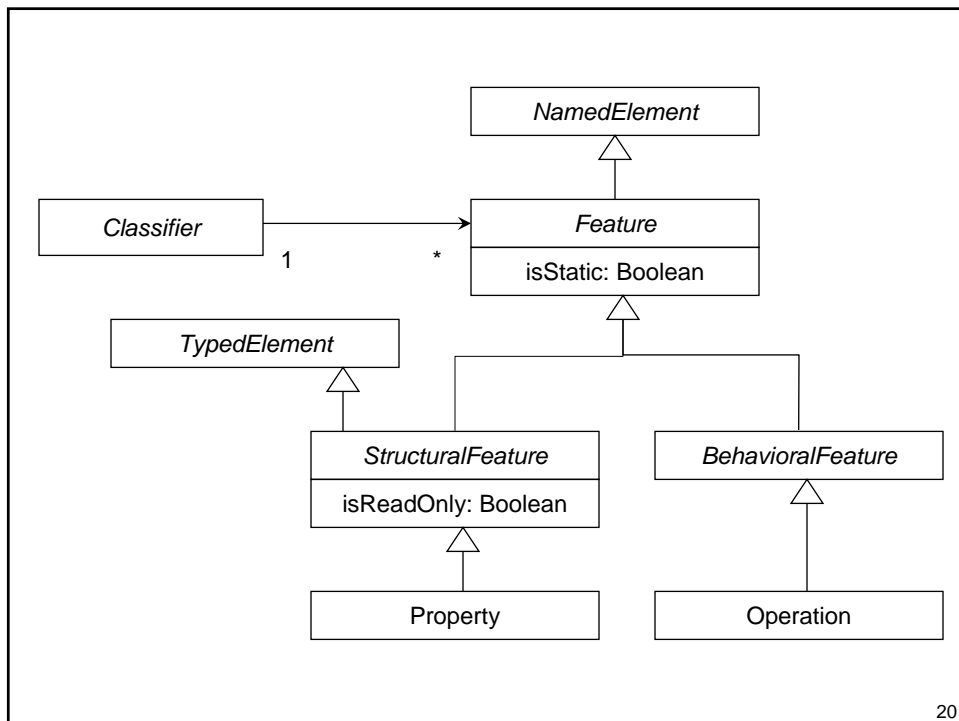 NamedElement
Classifier
Feature
1
*
isStatic: Boolean
TypedElement
StructuralFeature
BehavioralFeature
isReadOnly: Boolean
Property
Operation
20